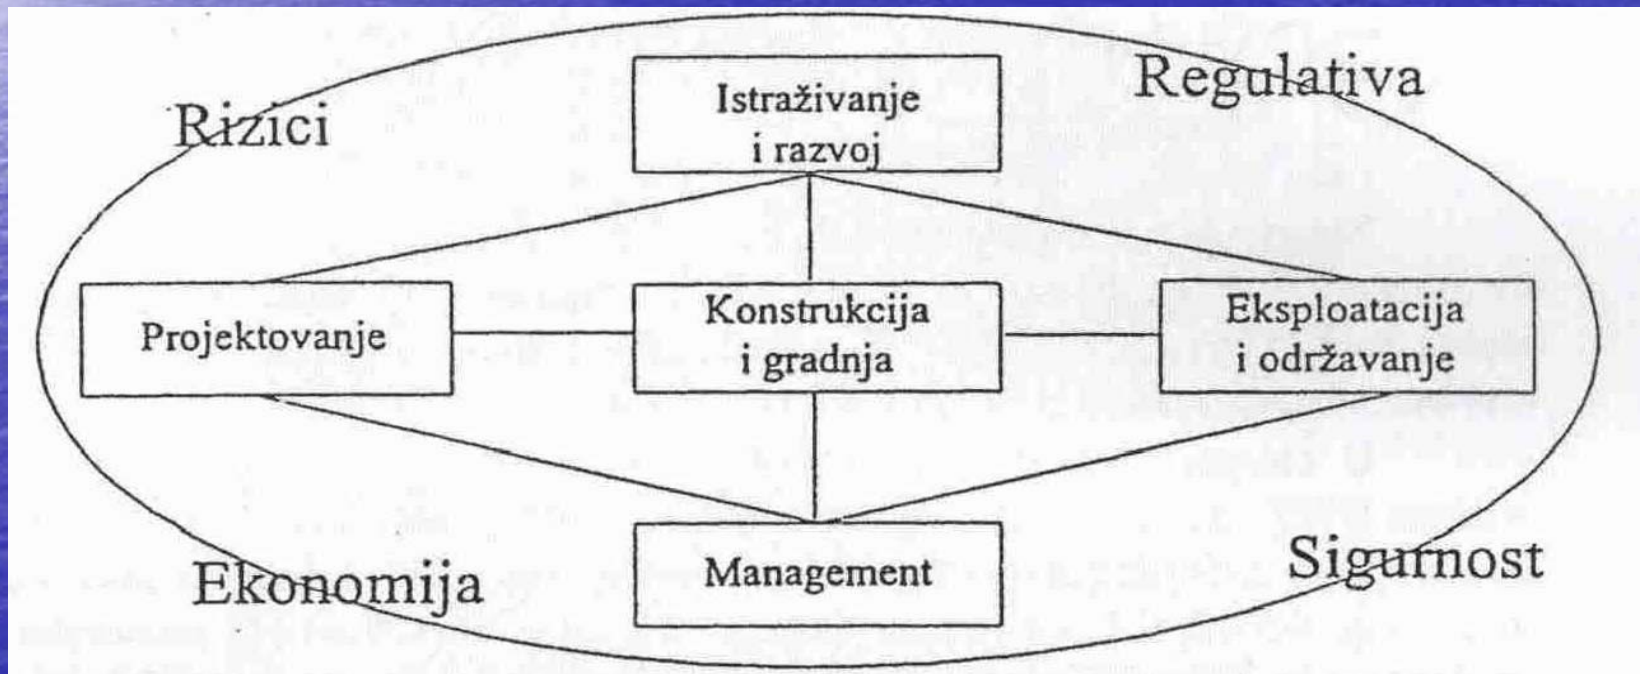 Rizici
Regulativa
Istraživanje
i razvoj
Projektovanje
Konstrukcija
i gradnja
Eksploatacija
i održavanje
Ekonomija
Management
Sigurnost